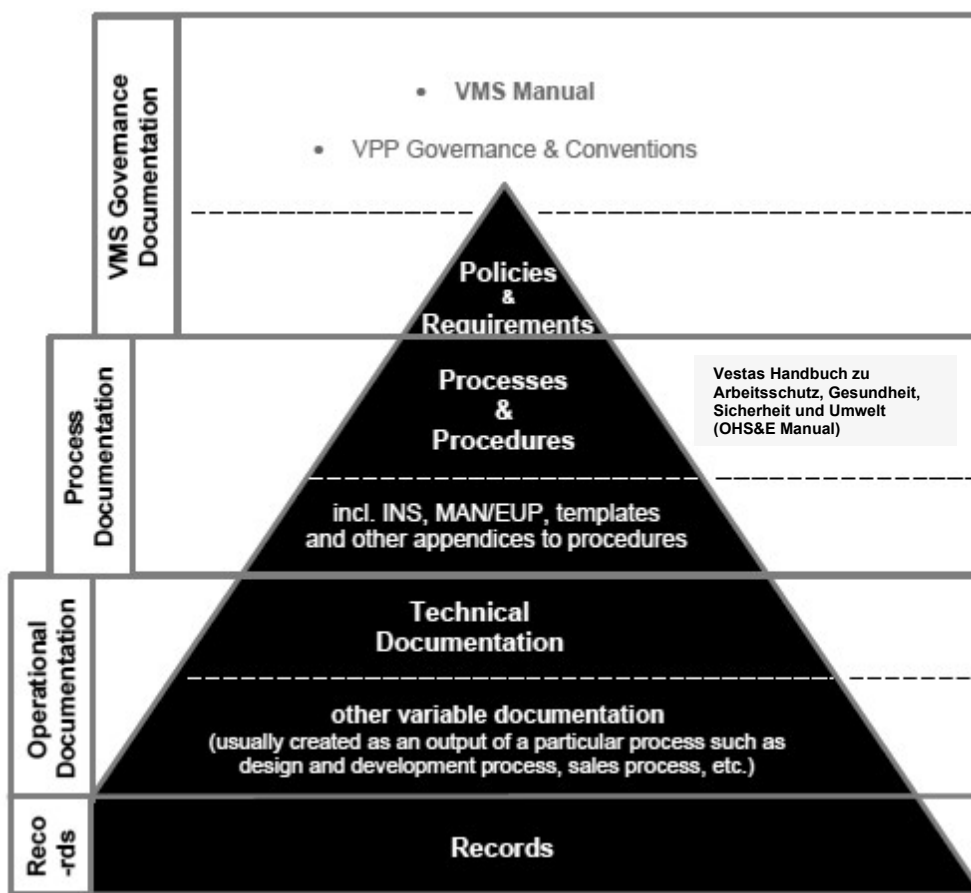 VMS Governance
Documentation
• VMS Manual
• VPP Governance & Conventions
Policies
&
Requirements
Process
Documentation
Processes
&
Procedures
Vestas Handbuch zu
Arbeitsschutz, Gesundheit,
Sicherheit und Umwelt
(OHS&E Manual)
incl. INS, MAN/EUP, templates
and other appendices to procedures
Operational
Documentation
Technical
Documentation
other variable documentation
(usually created as an output of a particular process such as
design and development process, sales process, etc.)
Reco
-rds
Records